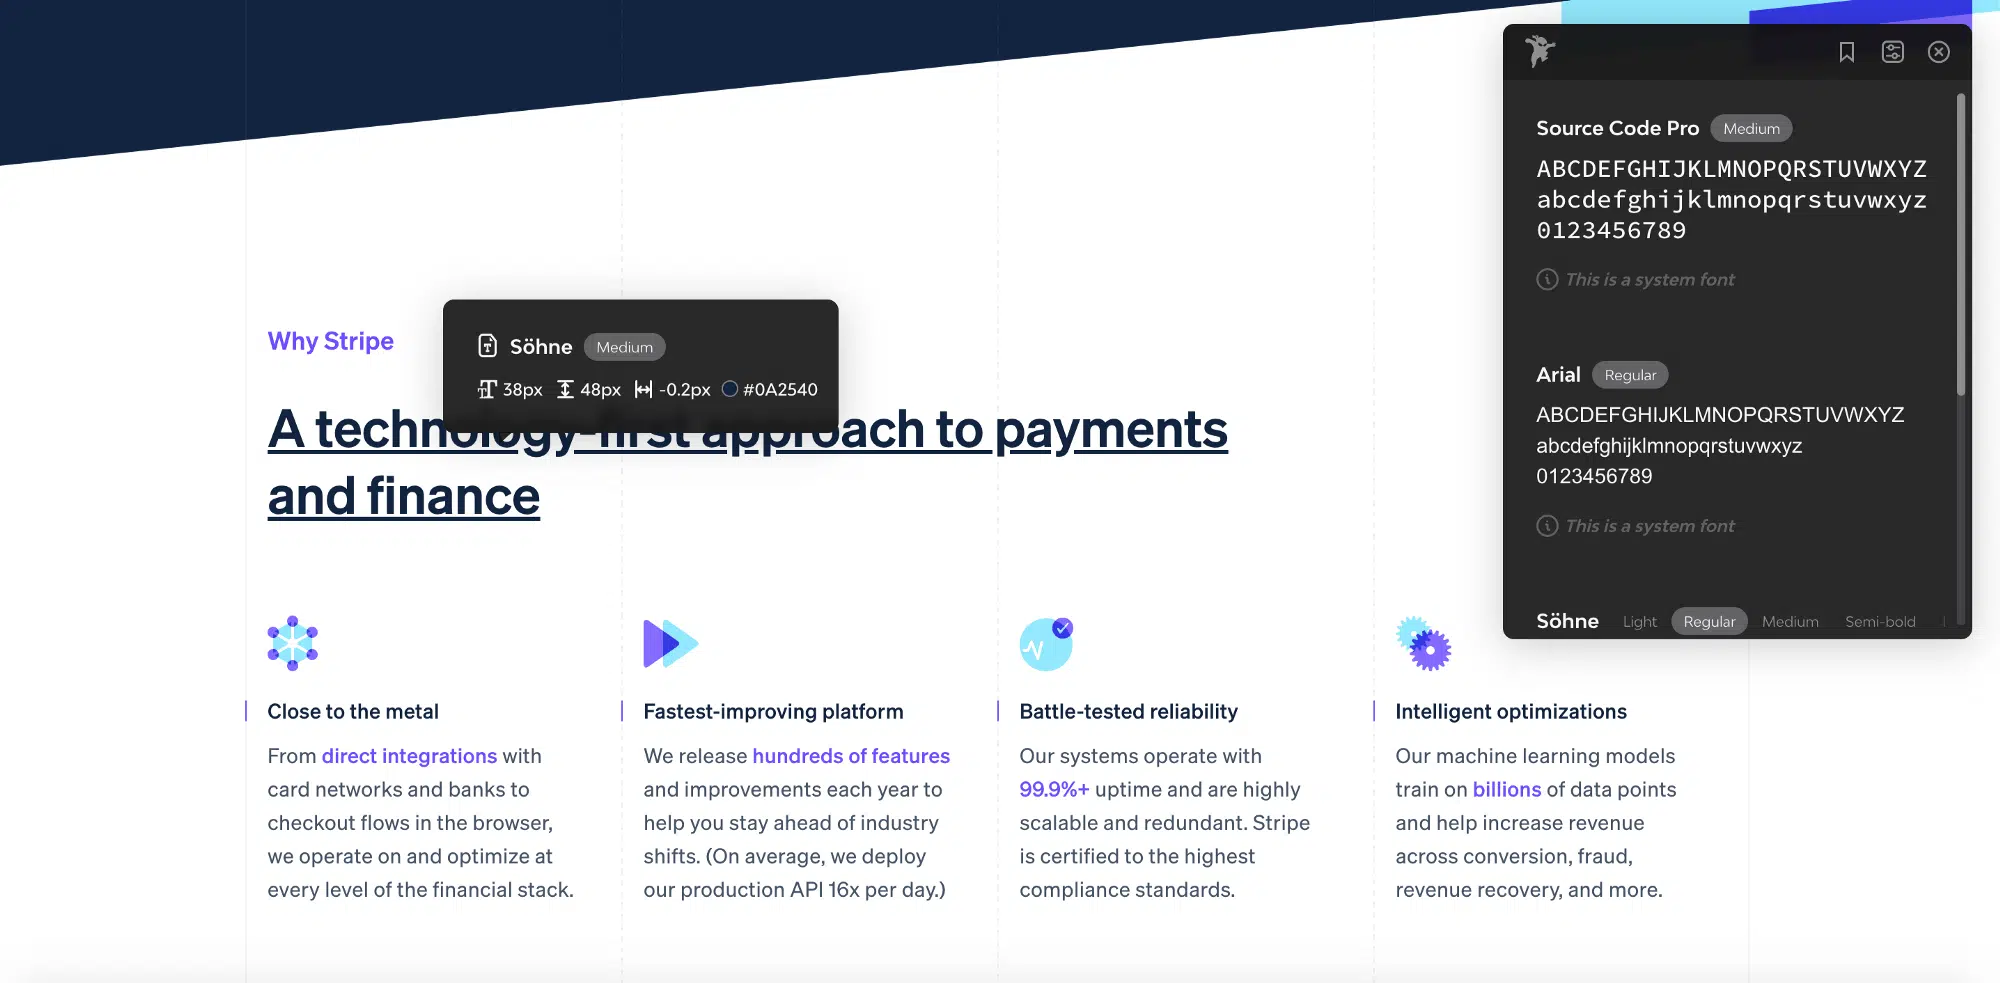 Why Stripe
Söhne Medium
38px 48px -0.2px #0A2540
A technology-first approach to payments
and finance
Close to the metal
From direct integrations with
card networks and banks to
checkout flows in the browser,
we operate on and optimize at
every level of the financial stack.
Fastest-improving platform
We release hundreds of features
and improvements each year to
help you stay ahead of industry
shifts. (On average, we deploy
our production API 16x per day.)
Battle-tested reliability
Our systems operate with
99.9%+ uptime and are highly
scalable and redundant. Stripe
is certified to the highest
compliance standards.
Intelligent optimizations
Our machine learning models
train on billions of data points
and help increase revenue
across conversion, fraud,
revenue recovery, and more.
Source Code Pro Medium
ABCDEFGHIJKLMNOPQRSTUVWXYZ
abcdefghijklmnopqrstuvwxyz
0123456789
This is a system font
Arial Regular
ABCDEFGHIJKLMNOPQRSTUVWXYZ
abcdefghijklmnopqrstuvwxyz
0123456789
This is a system font
Söhne Light Regular Medium Semi-bold